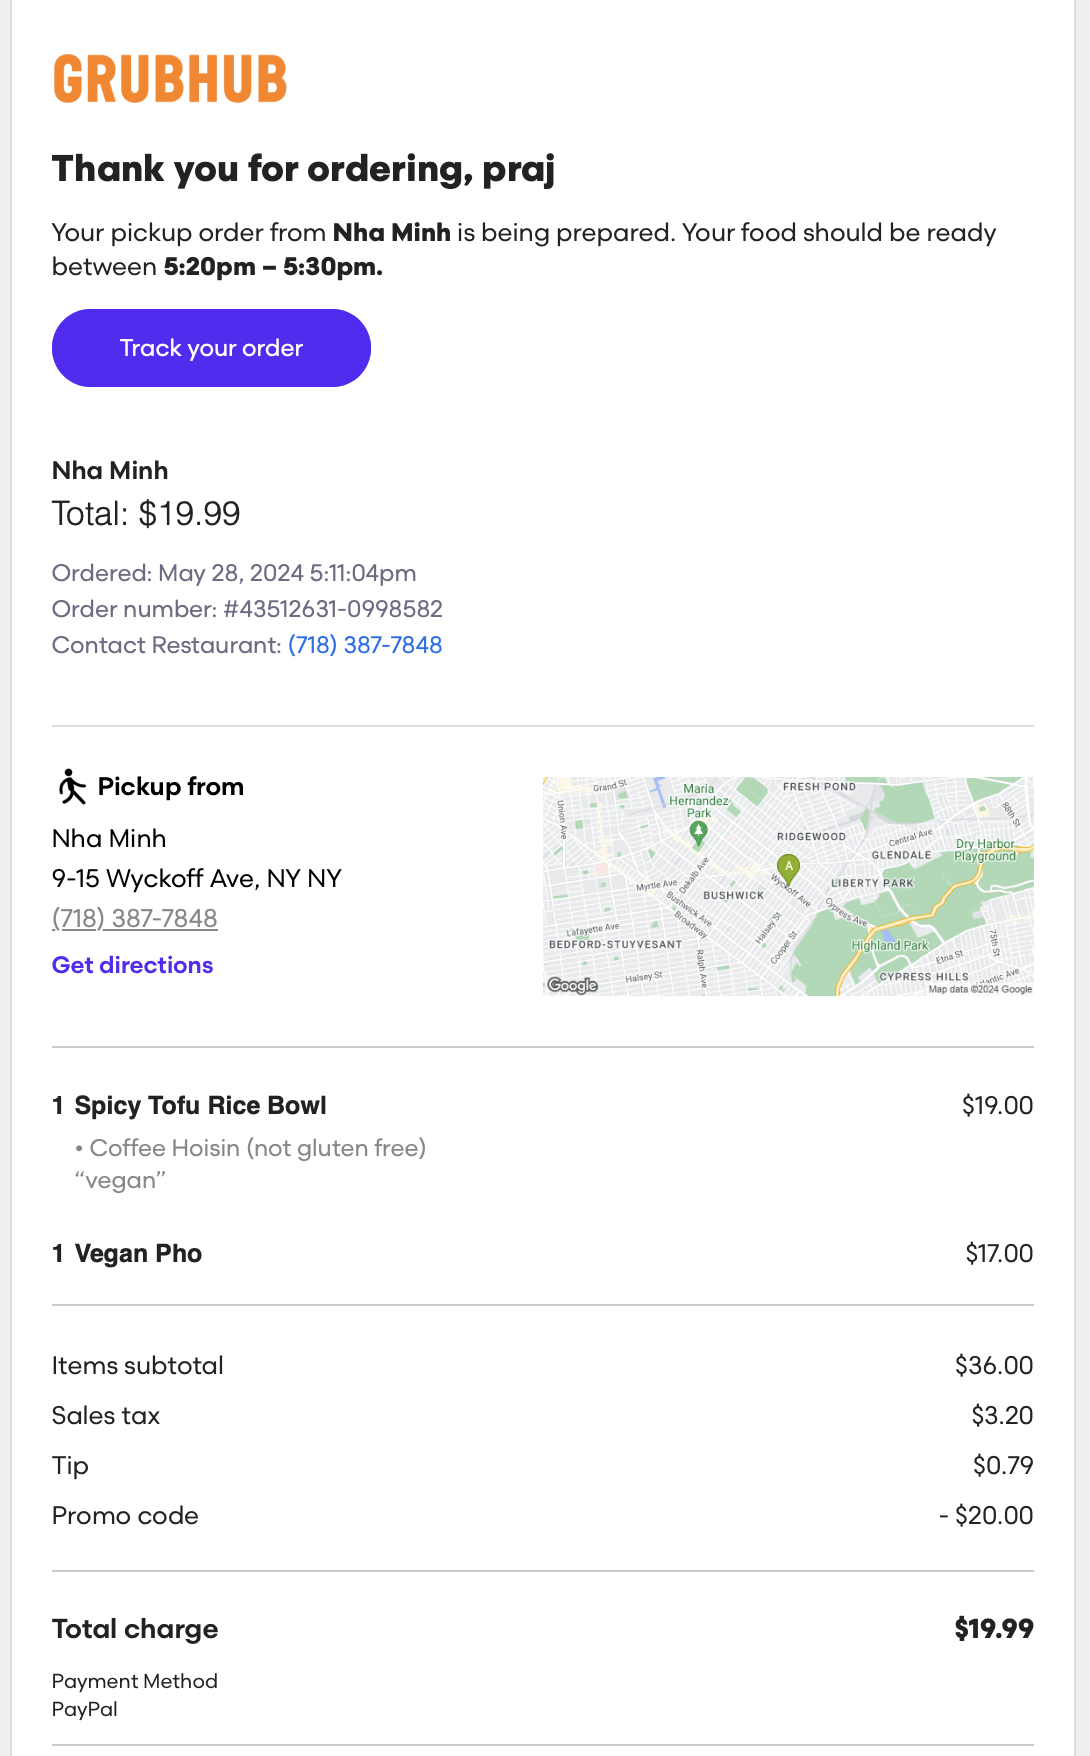 GRUBHUB
Thank you for ordering, praj
Your pickup order from Nha Minh is being prepared. Your food should be ready
between 5:20pm – 5:30pm.
Track your order
Nha Minh
Total: $19.99
Ordered: May 28, 2024 5:11:04pm
Order number: #43512631-0998582
Contact Restaurant: (718) 387-7848
Pickup from
Nha Minh
9-15 Wyckoff Ave, NY NY
(718) 387-7848
Get directions
Grand St
Union Ave
Maria
Hernandez
Park
FRESH POND
88th St
RIDGEWOOD
Central Ave
GLENDALE
Dry Harbor
Playground
A
Dekalb Ave
Myrtle Ave
BUSHWICK
Wyckoff Ave
LIBERTY PARK
Bushwick Ave
Broadway
Cypress Ave
Lafayette Ave
Halsey St
Cooper St
BEDFORD-STUYVESANT
Highland Park
75th St
Ralph Ave
Etna St
Halsey St
CYPRESS HILLS
Atlantic Ave
Google
Map data ©2024 Google
1 Spicy Tofu Rice Bowl $19.00
• Coffee Hoisin (not gluten free)
“vegan”
1 Vegan Pho $17.00
Items subtotal $36.00
Sales tax $3.20
Tip $0.79
Promo code - $20.00
Total charge $19.99
Payment Method
PayPal